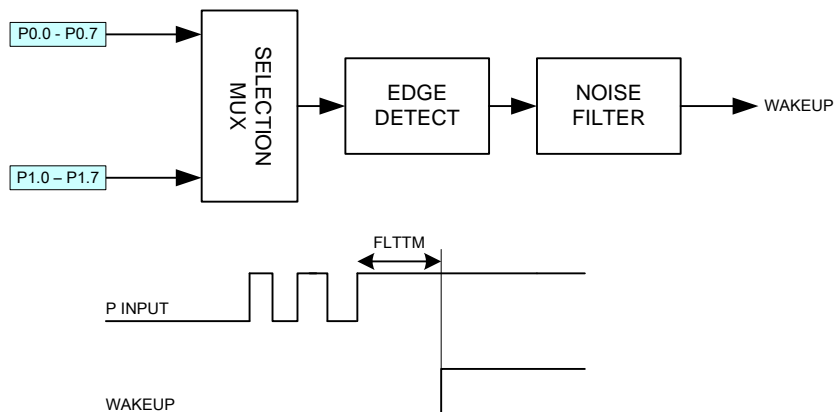 P0.0 - P0.7
P1.0 – P1.7
SELECTION
MUX
EDGE
DETECT
NOISE
FILTER
WAKEUP
FLTTM
P INPUT
WAKEUP